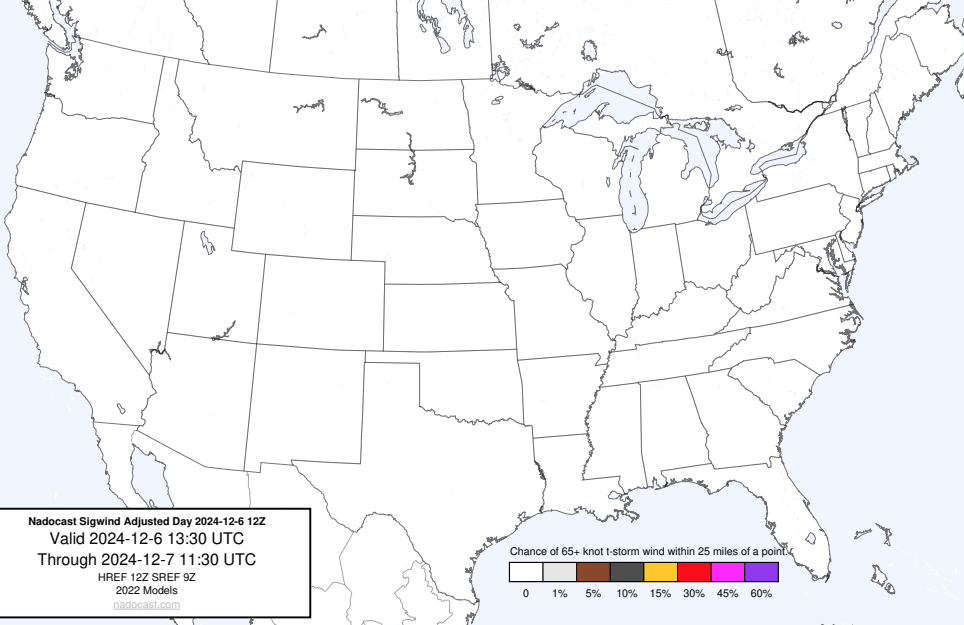 Nadocast Sigwind Adjusted Day 2024-12-6 12Z
Valid 2024-12-6 13:30 UTC
Through 2024-12-7 11:30 UTC
HREF 12Z SREF 9Z
2022 Models
nadocast.com
Chance of 65+ knot t-storm wind within 25 miles of a point.
0 1% 5% 10% 15% 30% 45% 60%